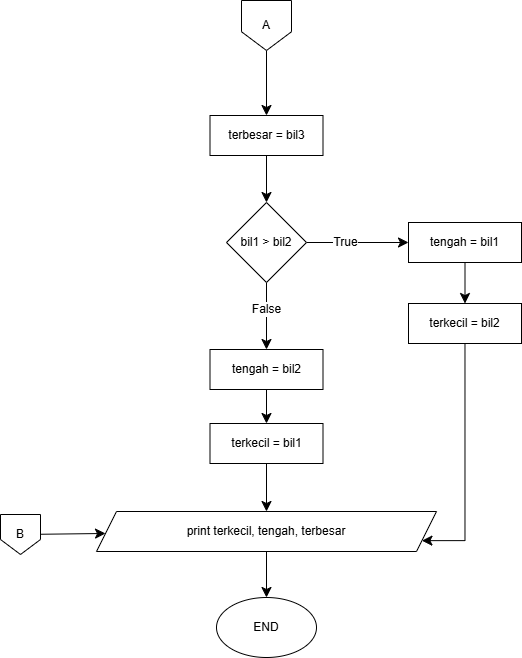 A
terbesar = bil3
bil1 > bil2
True
tengah = bil1
terkecil = bil2
False
tengah = bil2
terkecil = bil1
B
print terkecil, tengah, terbesar
END